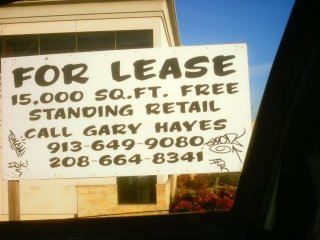 FOR LEASE
15,000 SQ.FT. FREE
STANDING RETAIL
CALL GARY HAYES
913-649-9080
208-664-8341